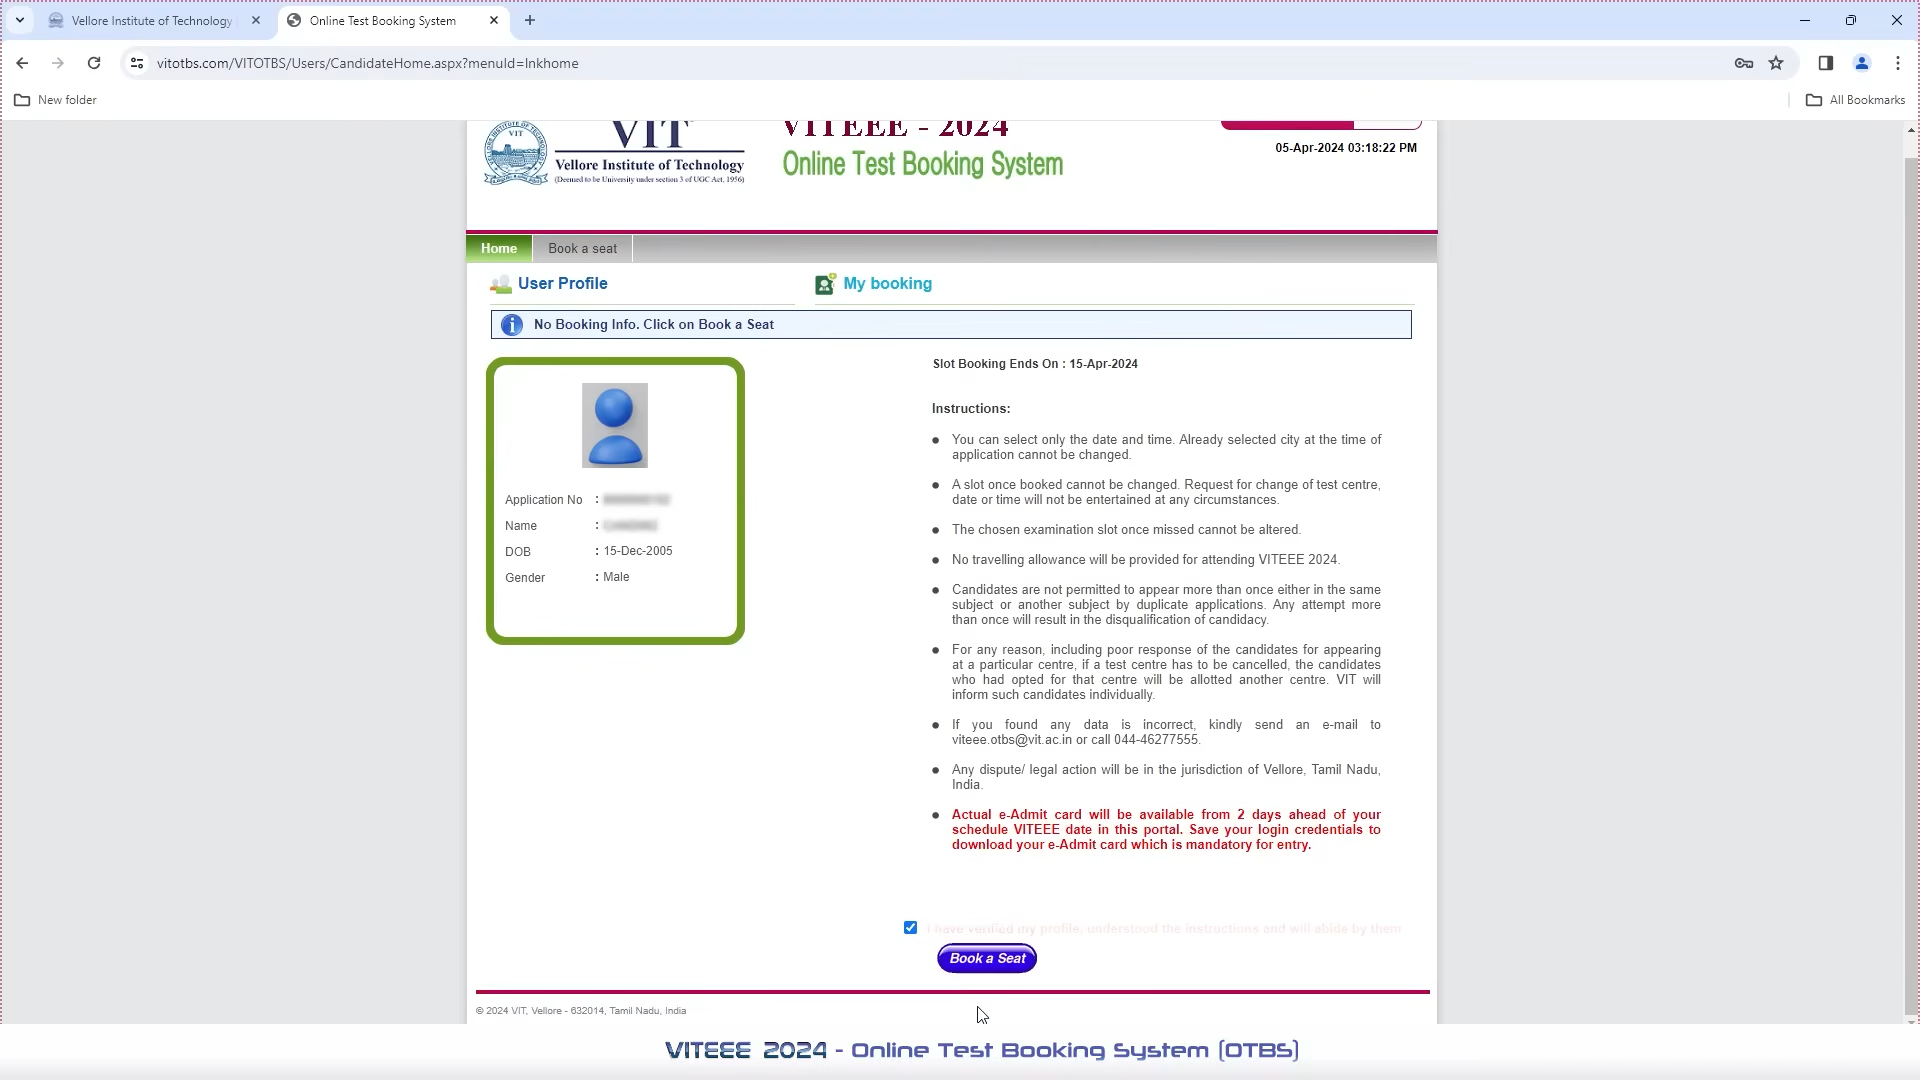 Vellore Institute of Technology
Online Test Booking System
vitotbs.com/VITOTBS/Users/CandidateHome.aspx?menuId=lnkhome
New folder
All Bookmarks
VIT
VIT
Vellore Institute of Technology
(Deemed to be University under section 3 of UGC Act, 1956)
VITEEE - 2024
Online Test Booking System
05-Apr-2024 03:18:22 PM
Home
Book a seat
User Profile
My booking
No Booking Info. Click on Book a Seat
Application No :
Name :
DOB : 15-Dec-2005
Gender : Male
Slot Booking Ends On : 15-Apr-2024
Instructions:
You can select only the date and time. Already selected city at the time of
application cannot be changed.
A slot once booked cannot be changed. Request for change of test centre,
date or time will not be entertained at any circumstances.
The chosen examination slot once missed cannot be altered.
No travelling allowance will be provided for attending VITEEE 2024.
Candidates are not permitted to appear more than once either in the same
subject or another subject by duplicate applications. Any attempt more
than once will result in the disqualification of candidacy.
For any reason, including poor response of the candidates for appearing
at a particular centre, if a test centre has to be cancelled, the candidates
who had opted for that centre will be allotted another centre. VIT will
inform such candidates individually.
If you found any data is incorrect, kindly send an e-mail to
viteee.otbs@vit.ac.in or call 044-46277555.
Any dispute/ legal action will be in the jurisdiction of Vellore, Tamil Nadu,
India.
Actual e-Admit card will be available from 2 days ahead of your
schedule VITEEE date in this portal. Save your login credentials to
download your e-Admit card which is mandatory for entry.
I have verified my profile, understood the instructions and will abide by them
Book a Seat
© 2024 VIT, Vellore - 632014, Tamil Nadu, India
VITEEE 2024 - Online Test Booking System (OTBS)